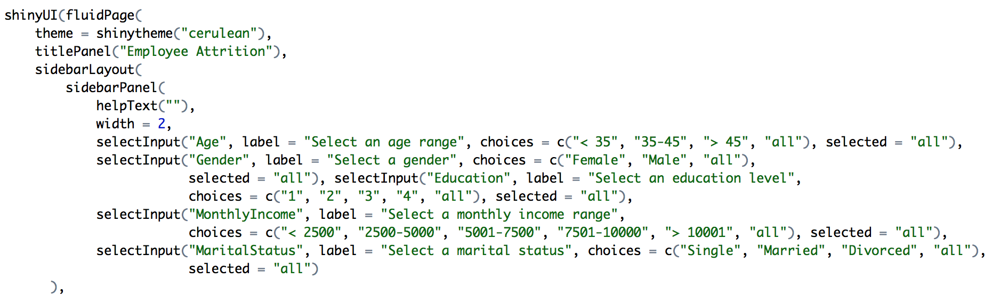 shinyUI(fluidPage(
    theme = shinytheme("cerulean"),
    titlePanel("Employee Attrition"),
    sidebarLayout(
        sidebarPanel(
            helpText(""),
            width = 2,
            selectInput("Age", label = "Select an age range", choices = c("< 35", "35-45", "> 45", "all"), selected = "all"),
            selectInput("Gender", label = "Select a gender", choices = c("Female", "Male", "all"),
                        selected = "all"), selectInput("Education", label = "Select an education level",
                        choices = c("1", "2", "3", "4", "all"), selected = "all"),
            selectInput("MonthlyIncome", label = "Select a monthly income range",
                        choices = c("< 2500", "2500-5000", "5001-7500", "7501-10000", "> 10001", "all"), selected = "all"),
            selectInput("MaritalStatus", label = "Select a marital status", choices = c("Single", "Married", "Divorced", "all"),
                        selected = "all")
      ),